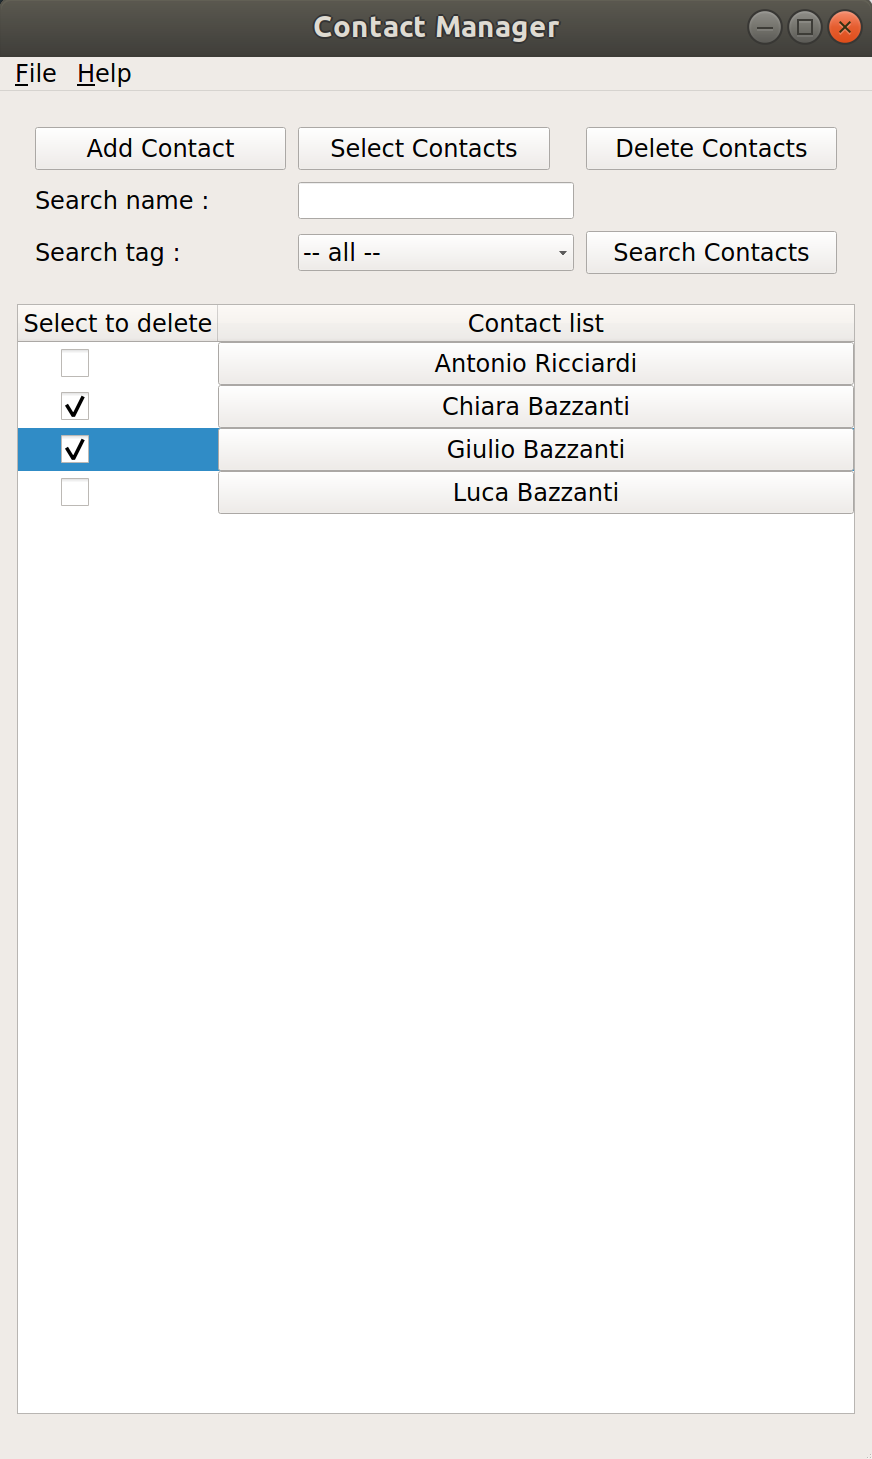 Contact Manager
File Help
Add Contact Select Contacts Delete Contacts
Search name :
Search tag : -- all -- Search Contacts
Select to delete Contact list
Antonio Ricciardi
Chiara Bazzanti
Giulio Bazzanti
Luca Bazzanti